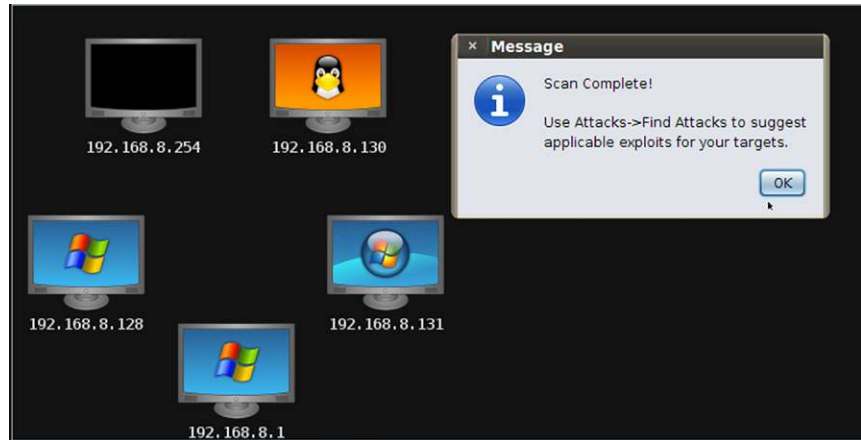 × Message
Scan Complete!
Use Attacks->Find Attacks to suggest
applicable exploits for your targets.
OK
192.168.8.254
192.168.8.130
192.168.8.128
192.168.8.131
192.168.8.1